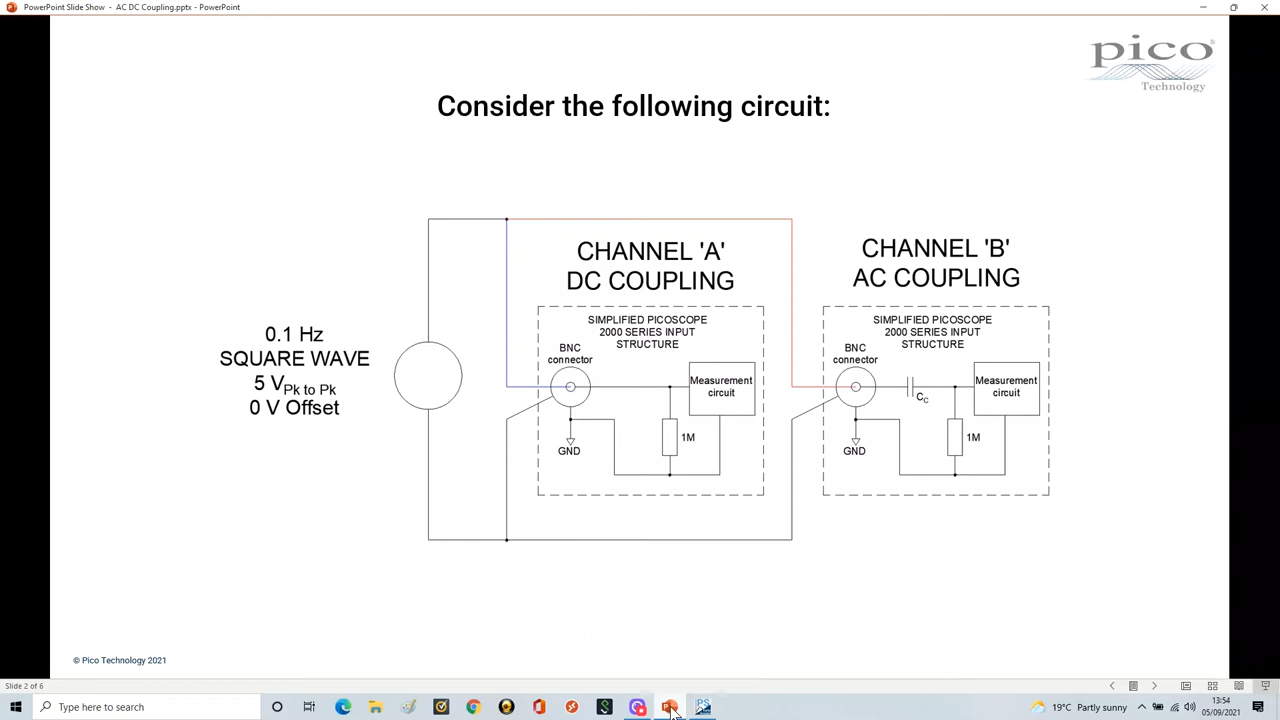 PowerPoint Slide Show - AC DC Coupling.pptx - PowerPoint
pico
Technology
Consider the following circuit:
CHANNEL 'A'
DC COUPLING
CHANNEL 'B'
AC COUPLING
SIMPLIFIED PICOSCOPE
2000 SERIES INPUT
STRUCTURE
SIMPLIFIED PICOSCOPE
2000 SERIES INPUT
STRUCTURE
0.1 Hz
SQUARE WAVE
5 VPk to Pk
0 V Offset
BNC
connector
Measurement
circuit
1M
GND
BNC
connector
CC
Measurement
circuit
1M
GND
© Pico Technology 2021
Slide 2 of 6
Type here to search
19°C Partly sunny
13:54
05/09/2021